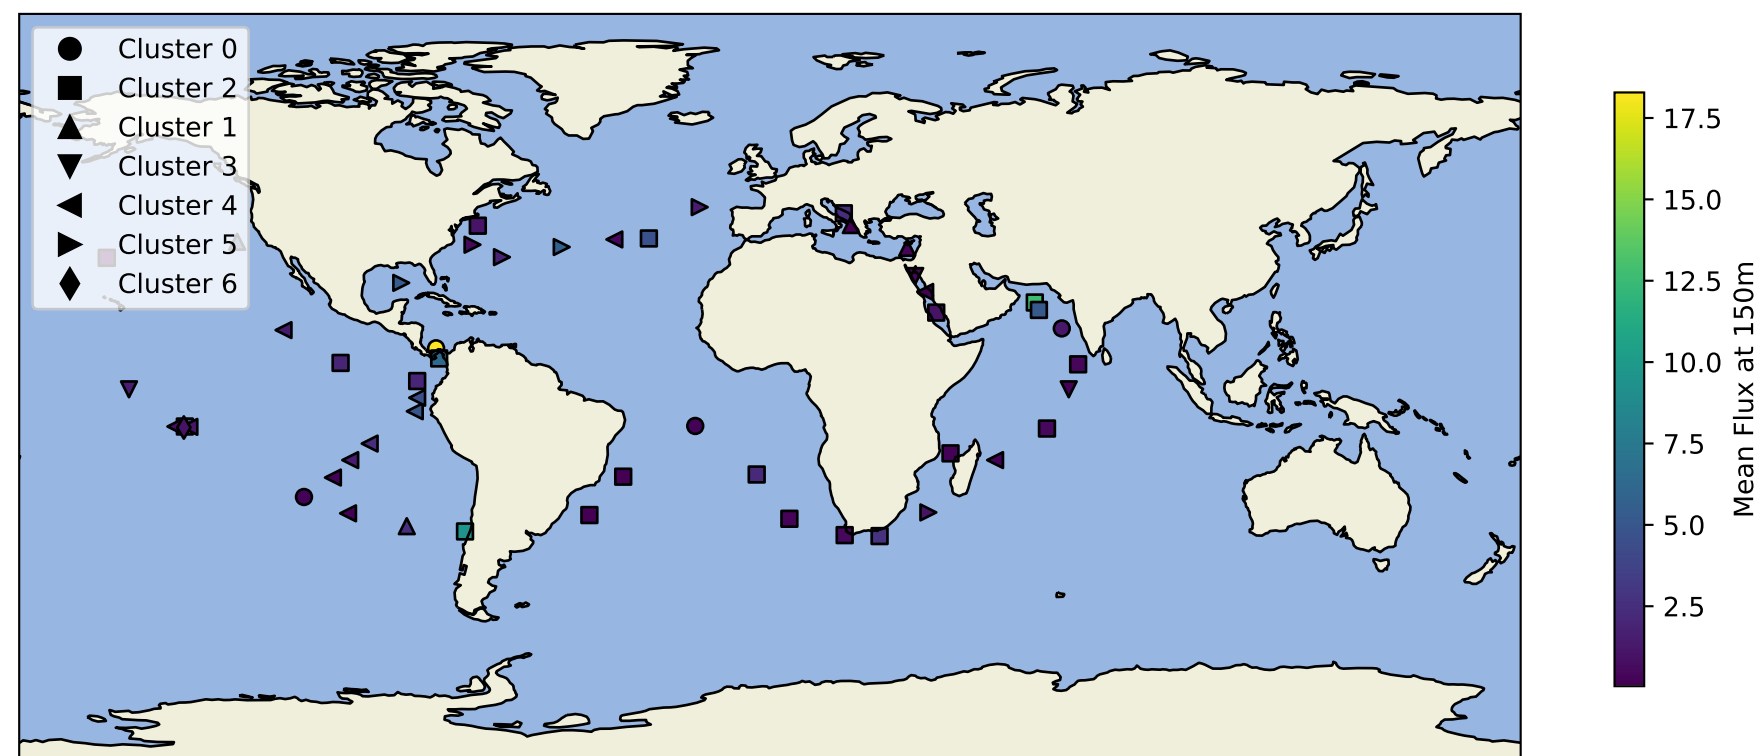 Cluster 0
Cluster 2
Cluster 1
Cluster 3
Cluster 4
Cluster 5
Cluster 6
17.5
15.0
12.5
10.0
7.5
5.0
2.5
Mean Flux at 150m